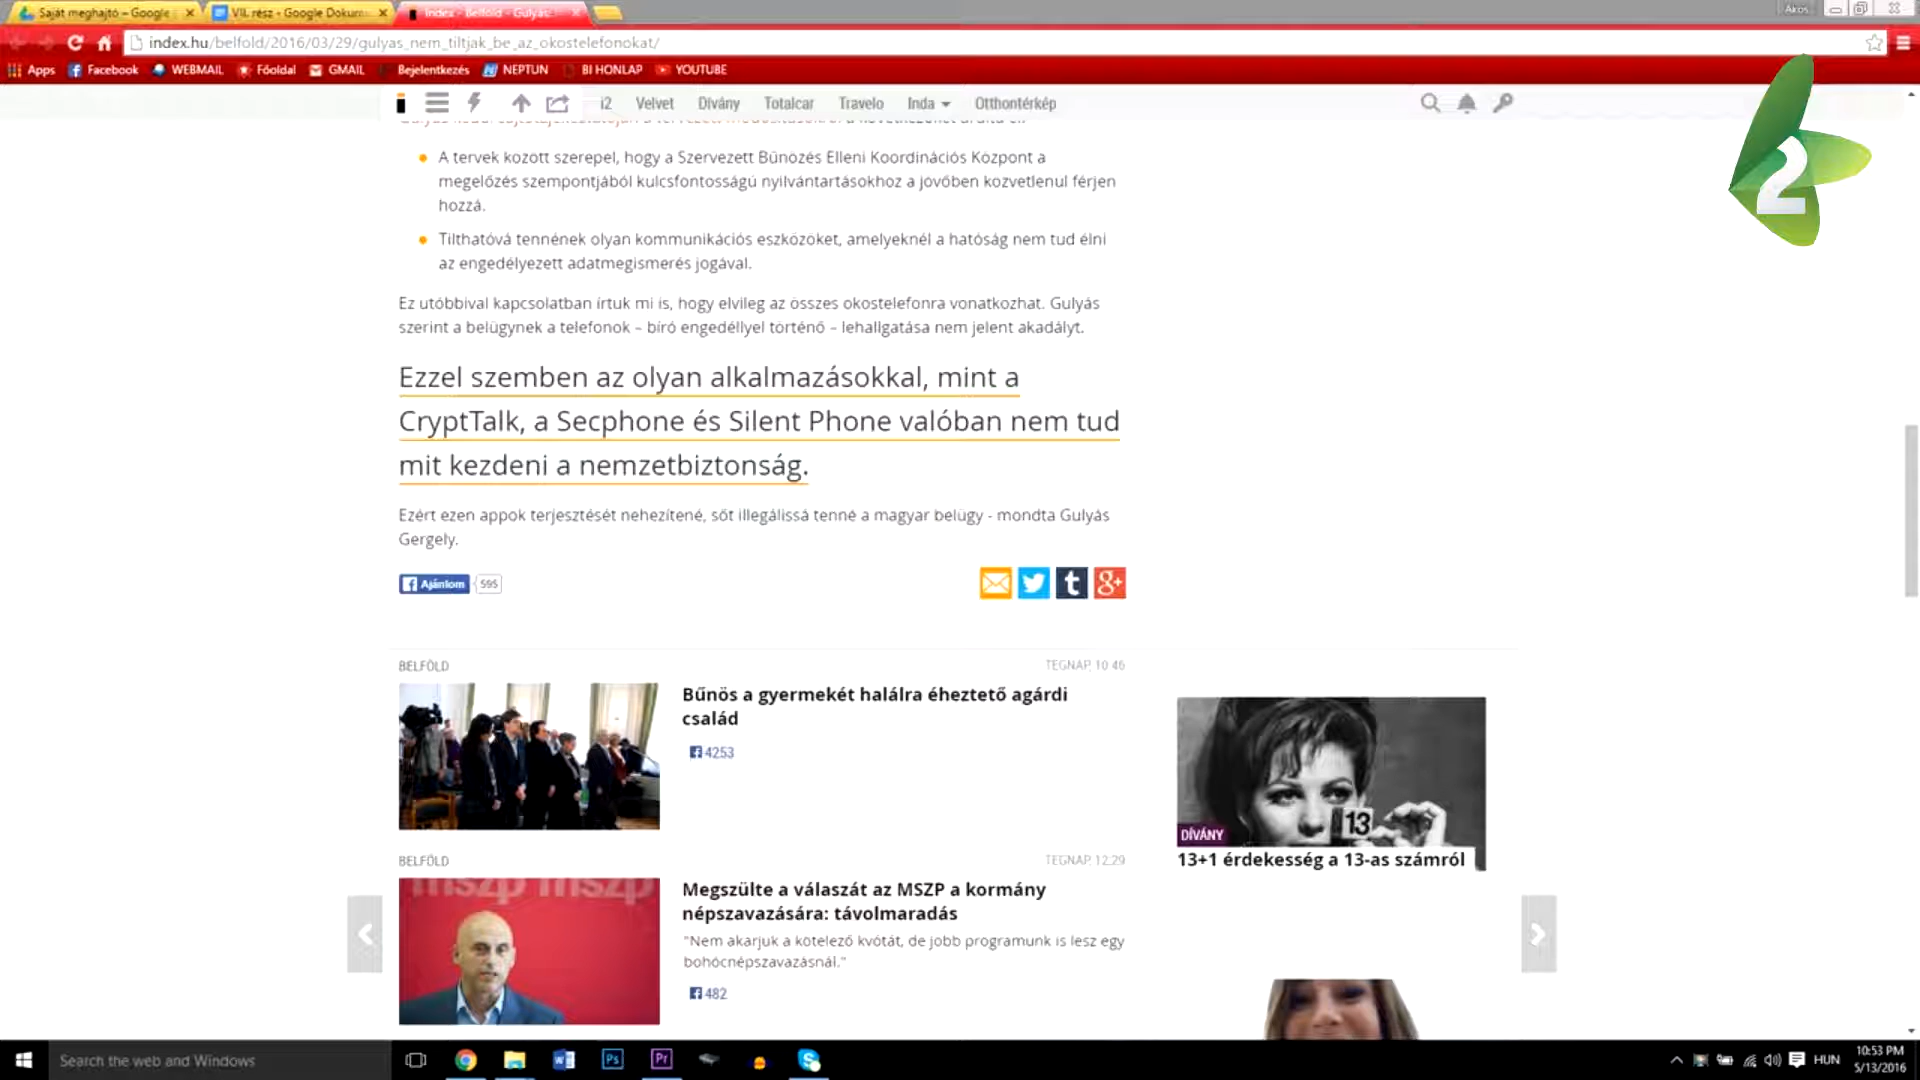 Saját meghajtó – Google
VII. rész - Google Dokum
Index - Belföld - Gulyás
Ákos
index.hu/belfold/2016/03/29/gulyas_nem_tiltjak_be_az_okostelefonokat/
Apps Facebook WEBMAIL Főoldal GMAIL Bejelentkezés NEPTUN BI HONLAP YOUTUBE
i2 Velvet Dívány Totalcar Travelo Inda Otthontérkép
2
A tervek között szerepel, hogy a Szervezett Bűnözés Elleni Koordinációs Központ a
megelőzés szempontjából kulcsfontosságú nyilvántartásokhoz a jövőben közvetlenül férjen
hozzá.
Tilthatóvá tennének olyan kommunikációs eszközöket, amelyeknél a hatóság nem tud élni
az engedélyezett adatmegismerés jogával.
Ez utóbbival kapcsolatban írtuk mi is, hogy elvileg az összes okostelefonra vonatkozhat. Gulyás
szerint a belügynek a telefonok – bíró engedéllyel történő – lehallgatása nem jelent akadályt.
Ezzel szemben az olyan alkalmazásokkal, mint a
CryptTalk, a Secphone és Silent Phone valóban nem tud
mit kezdeni a nemzetbiztonság.
Ezért ezen appok terjesztését nehezítené, sőt illegálissá tenné a magyar belügy - mondta Gulyás
Gergely.
Ajánlom 595
BELFÖLD TEGNAP, 10:46
Bűnös a gyermekét halálra éheztető agárdi
család
4253
13
DÍVÁNY
13+1 érdekesség a 13-as számról
BELFÖLD TEGNAP, 12:29
mszp mszp
Megszülte a válaszát az MSZP a kormány
népszavazására: távolmaradás
"Nem akarjuk a kötelező kvótát, de jobb programunk is lesz egy
bohócnépszavazásnál."
482
Search the web and Windows
HUN
10:53 PM
5/13/2016